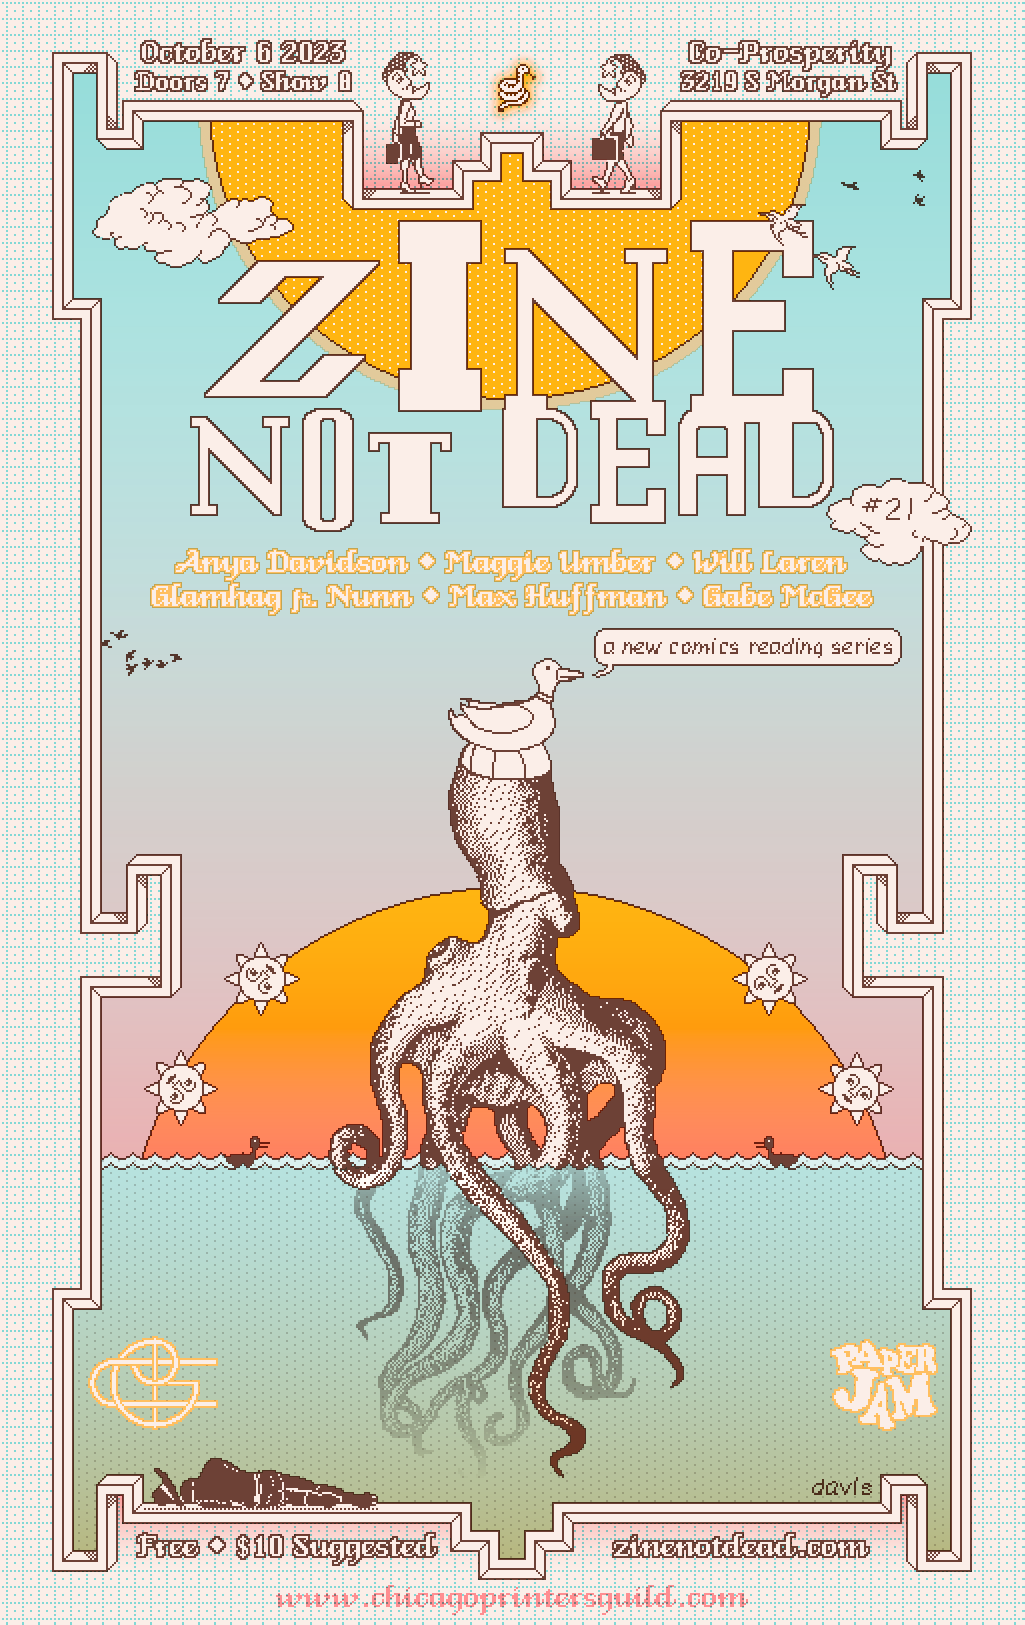 October 6 2023
Doors 7 ◆ Show 8
Co-Prosperity
3219 S Morgan St
ZINE
NOT DEAD
#21
Anya Davidson ◆ Maggie Umber ◆ Will Laren
Glamhag ft. Nunn ◆ Max Huffman ◆ Gabe McGee
a new comics reading series
PAPER
JAM
davis
Free ◆ $10 Suggested
zinenotdead.com
www.chicagoprintersguild.com